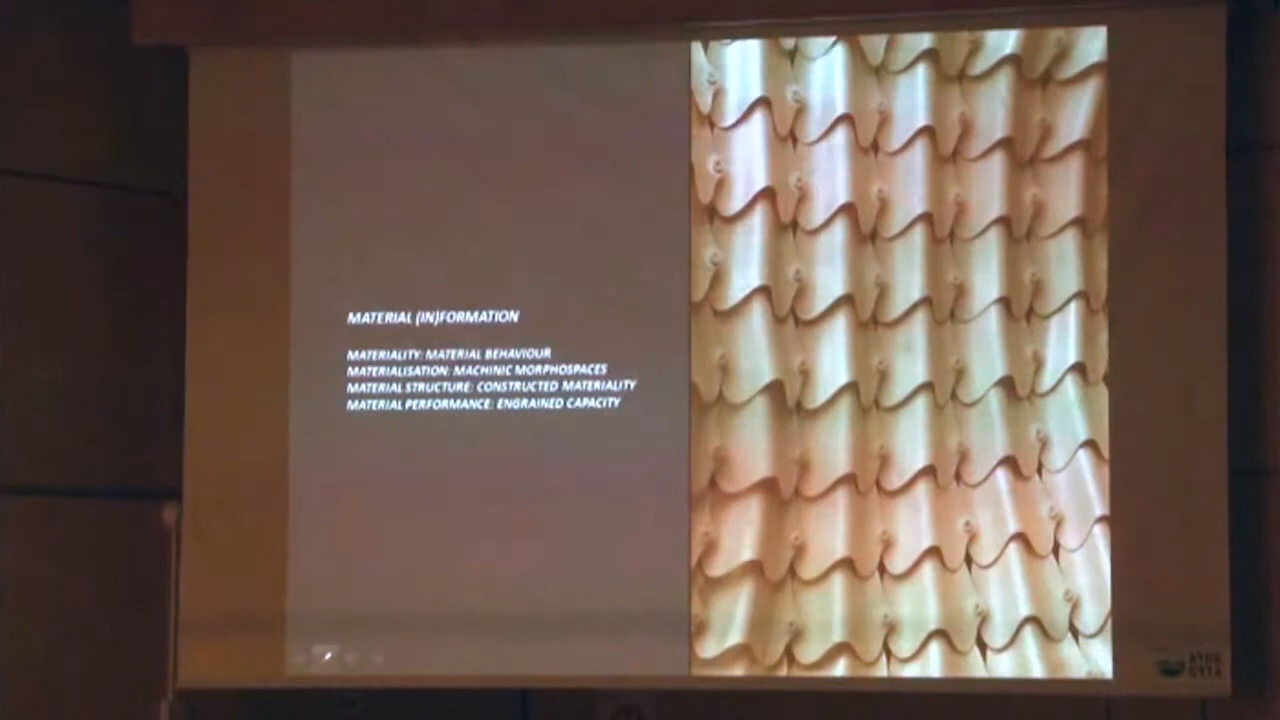 MATERIAL (IN)FORMATION
MATERIALITY: MATERIAL BEHAVIOUR
MATERIALISATION: MACHINIC MORPHOSPACES
MATERIAL STRUCTURE: CONSTRUCTED MATERIALITY
MATERIAL PERFORMANCE: ENGRAINED CAPACITY